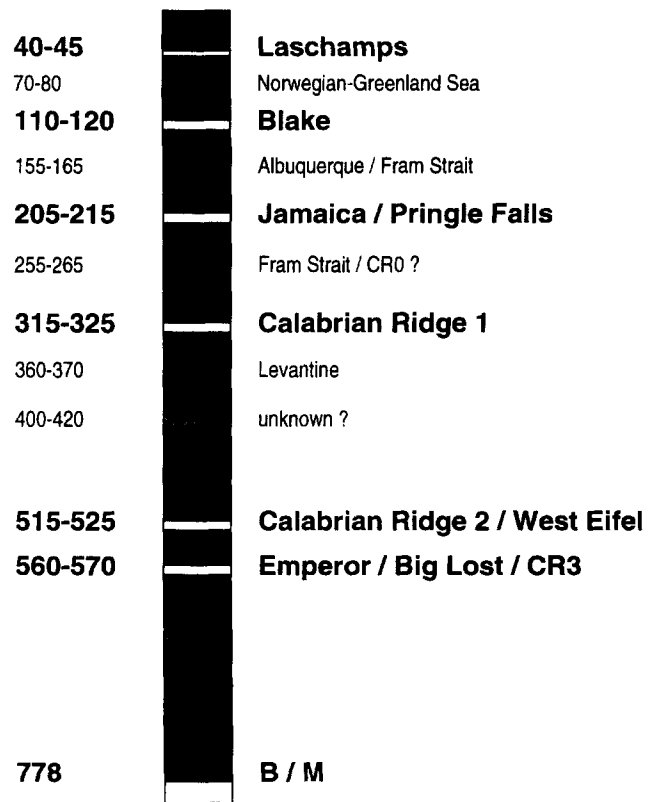 40-45 Laschamps
70-80 Norwegian-Greenland Sea
110-120 Blake
155-165 Albuquerque / Fram Strait
205-215 Jamaica / Pringle Falls
255-265 Fram Strait / CR0 ?
315-325 Calabrian Ridge 1
360-370 Levantine
400-420 unknown ?
515-525 Calabrian Ridge 2 / West Eifel
560-570 Emperor / Big Lost / CR3
778 B / M